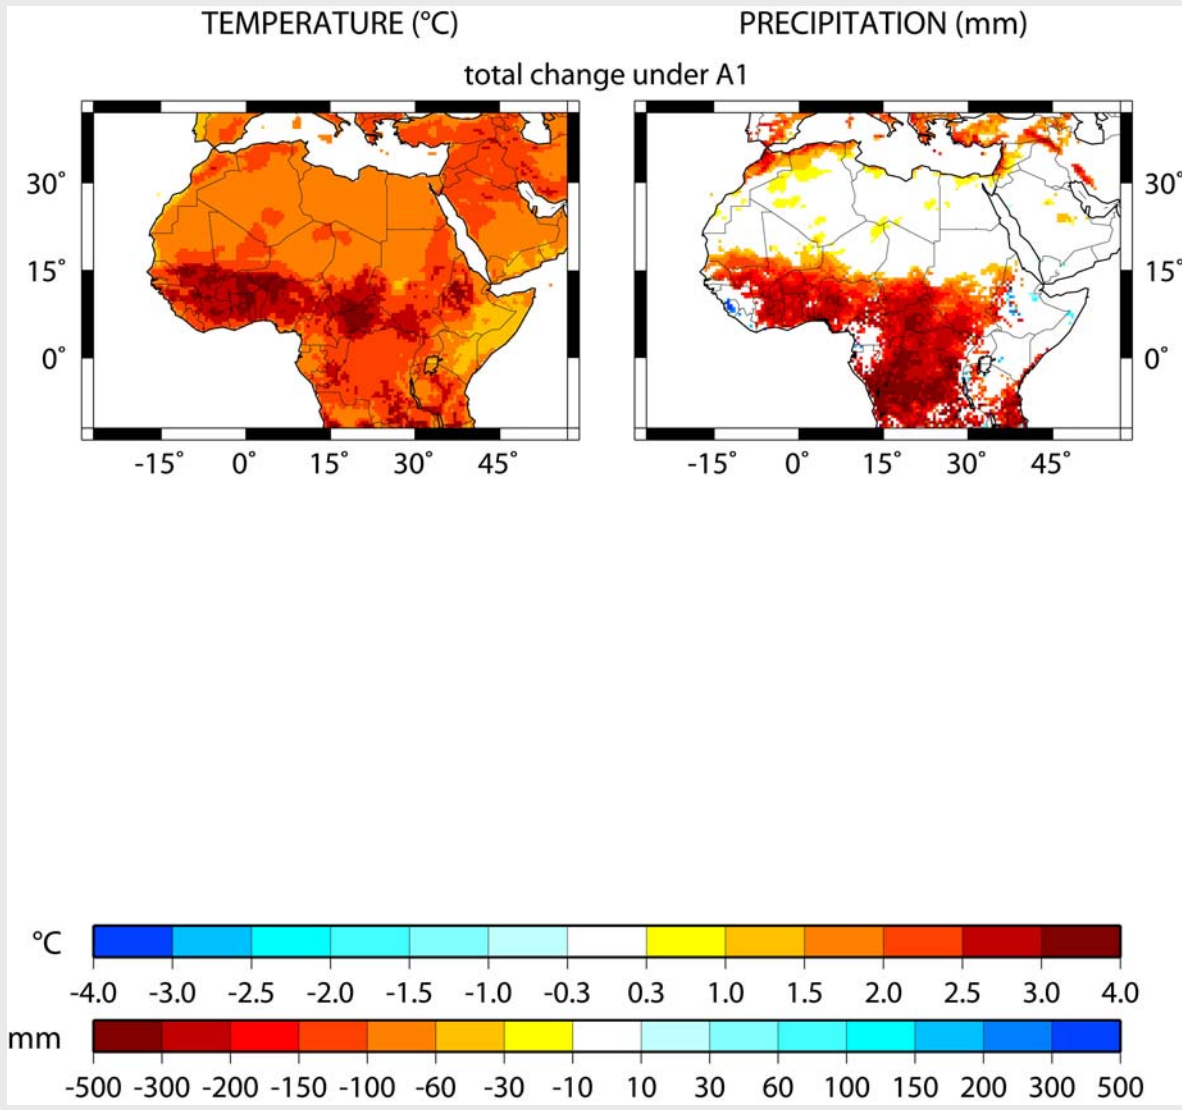 TEMPERATURE (°C) PRECIPITATION (mm)
total change under A1
30˚ 30˚
15˚ 15˚
0˚ 0˚
-15˚ 0˚ 15˚ 30˚ 45˚ -15˚ 0˚ 15˚ 30˚ 45˚
°C
-4.0 -3.0 -2.5 -2.0 -1.5 -1.0 -0.3 0.3 1.0 1.5 2.0 2.5 3.0 4.0
mm
-500 -300 -200 -150 -100 -60 -30 -10 10 30 60 100 150 200 300 500